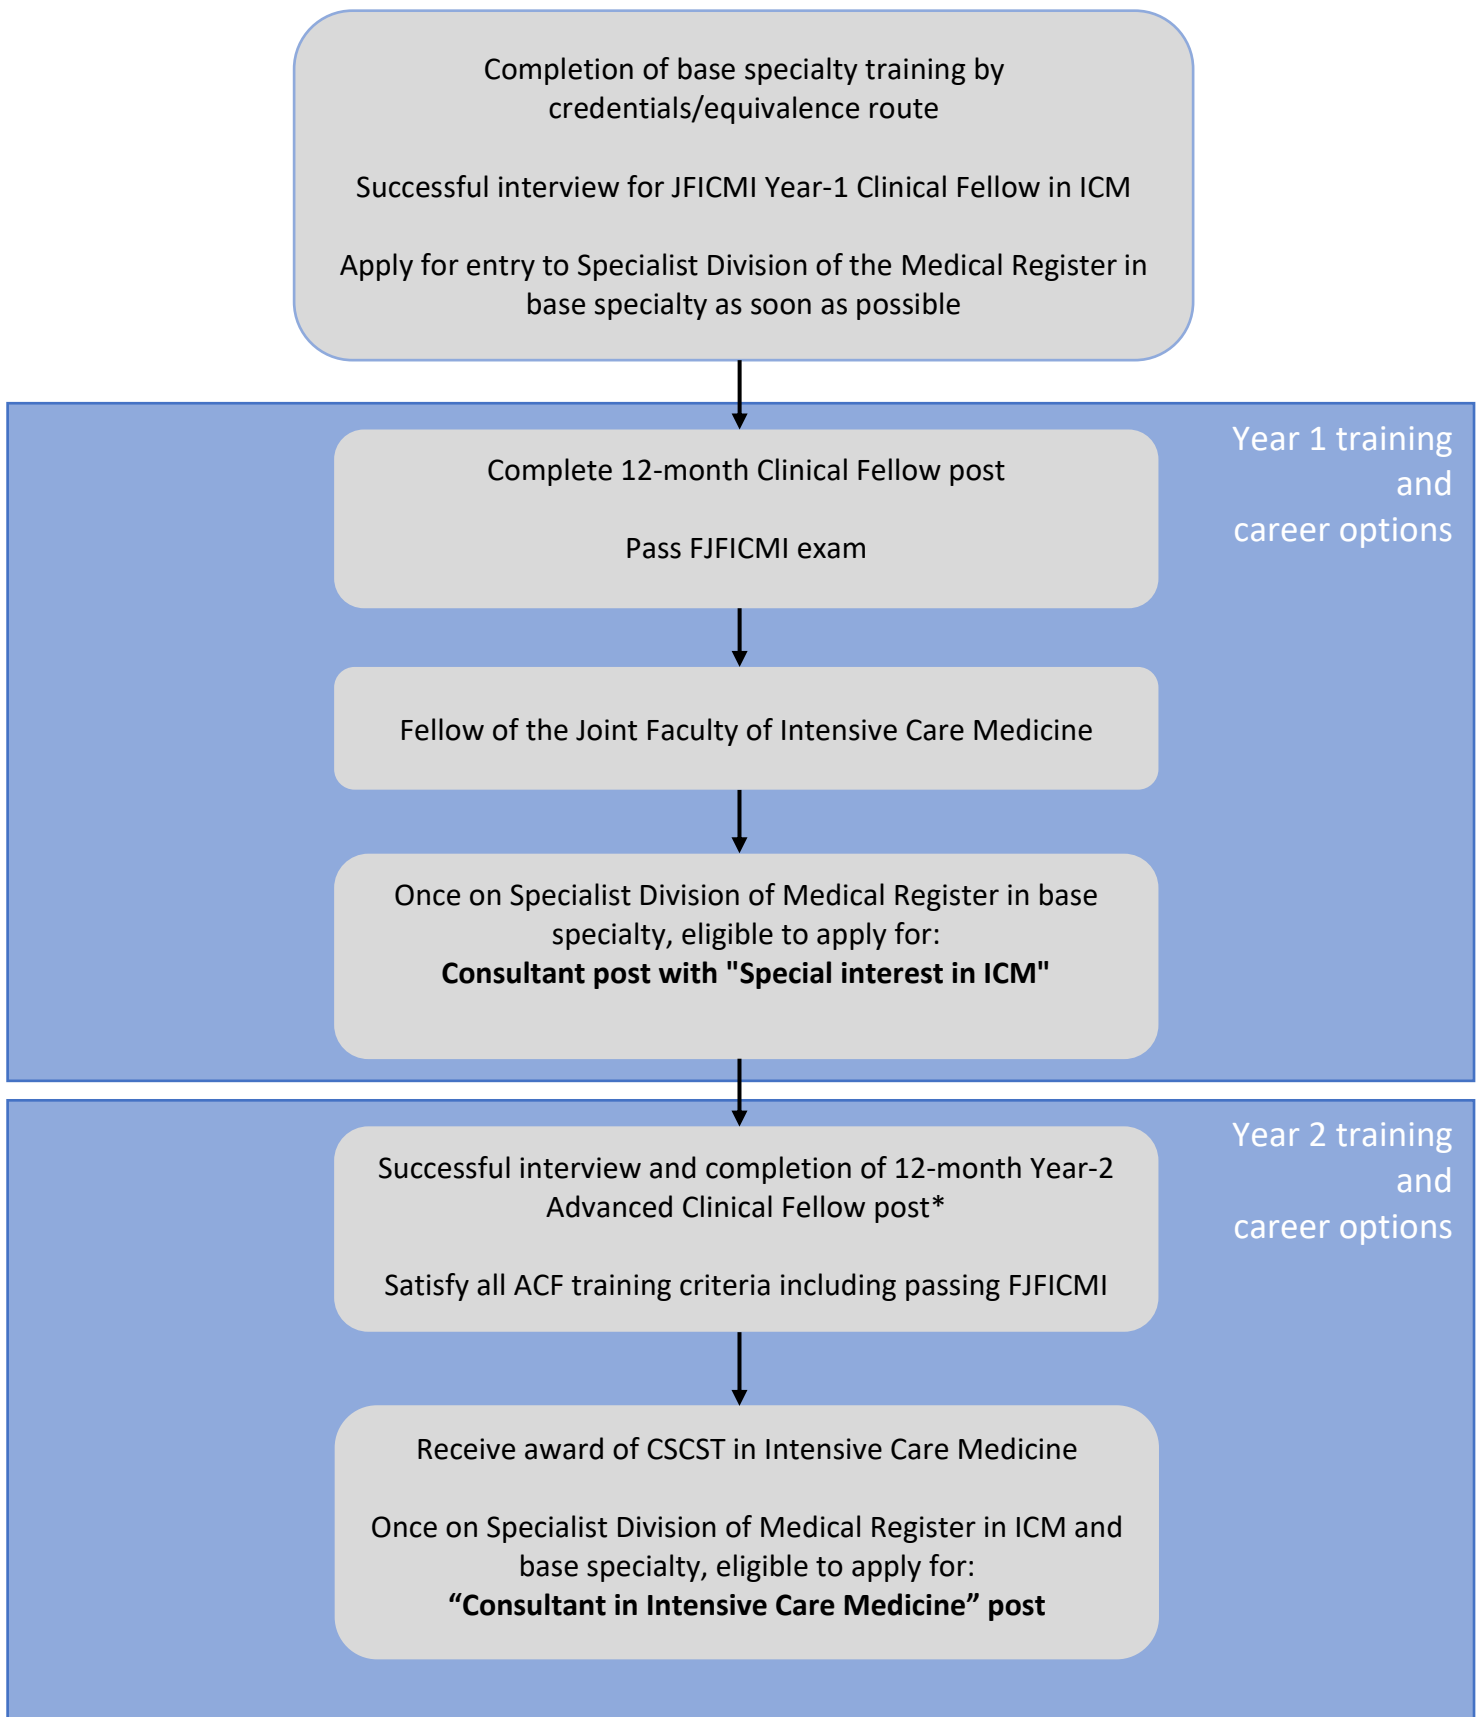 Completion of base specialty training by
credentials/equivalence route
Successful interview for JFICMI Year-1 Clinical Fellow in ICM
Apply for entry to Specialist Division of the Medical Register in
base specialty as soon as possible
Year 1 training
and
career options
Complete 12-month Clinical Fellow post
Pass FJFICMI exam
Fellow of the Joint Faculty of Intensive Care Medicine
Once on Specialist Division of Medical Register in base
specialty, eligible to apply for:
Consultant post with "Special interest in ICM"
Year 2 training
and
career options
Successful interview and completion of 12-month Year-2
Advanced Clinical Fellow post*
Satisfy all ACF training criteria including passing FJFICMI
Receive award of CSCST in Intensive Care Medicine
Once on Specialist Division of Medical Register in ICM and
base specialty, eligible to apply for:
“Consultant in Intensive Care Medicine” post